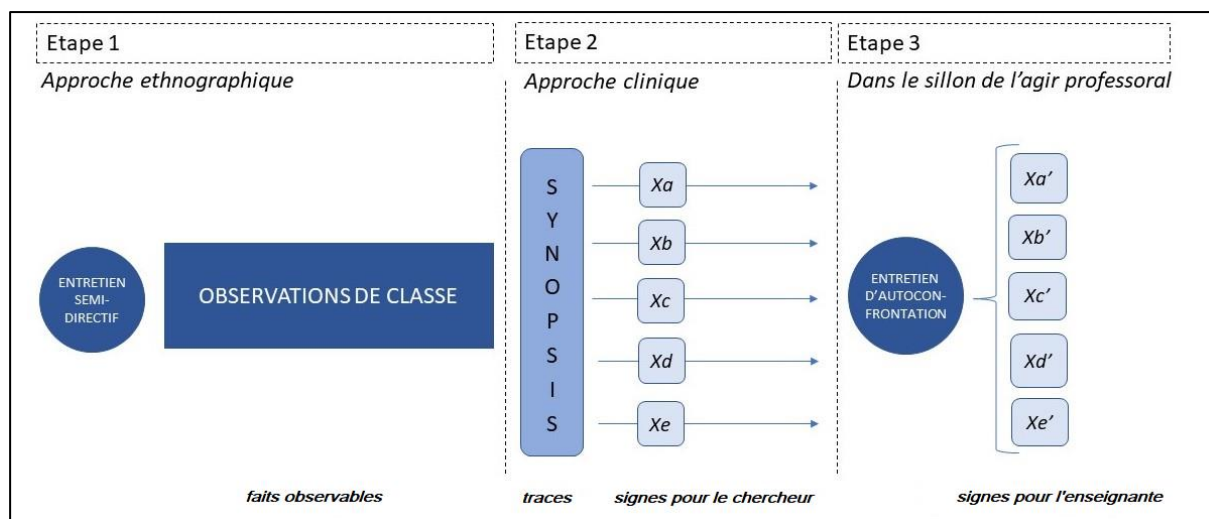 Etape 1
Approche ethnographique
ENTRETIEN
SEMI-
DIRECTIF
OBSERVATIONS DE CLASSE
faits observables
Etape 2
Approche clinique
S
Y
N
O
P
S
I
S
Xa
Xb
Xc
Xd
Xe
traces
signes pour le chercheur
Etape 3
Dans le sillon de l’agir professoral
ENTRETIEN
D’AUTOCON-
FRONTATION
Xa’
Xb’
Xc’
Xd’
Xe’
signes pour l'enseignante